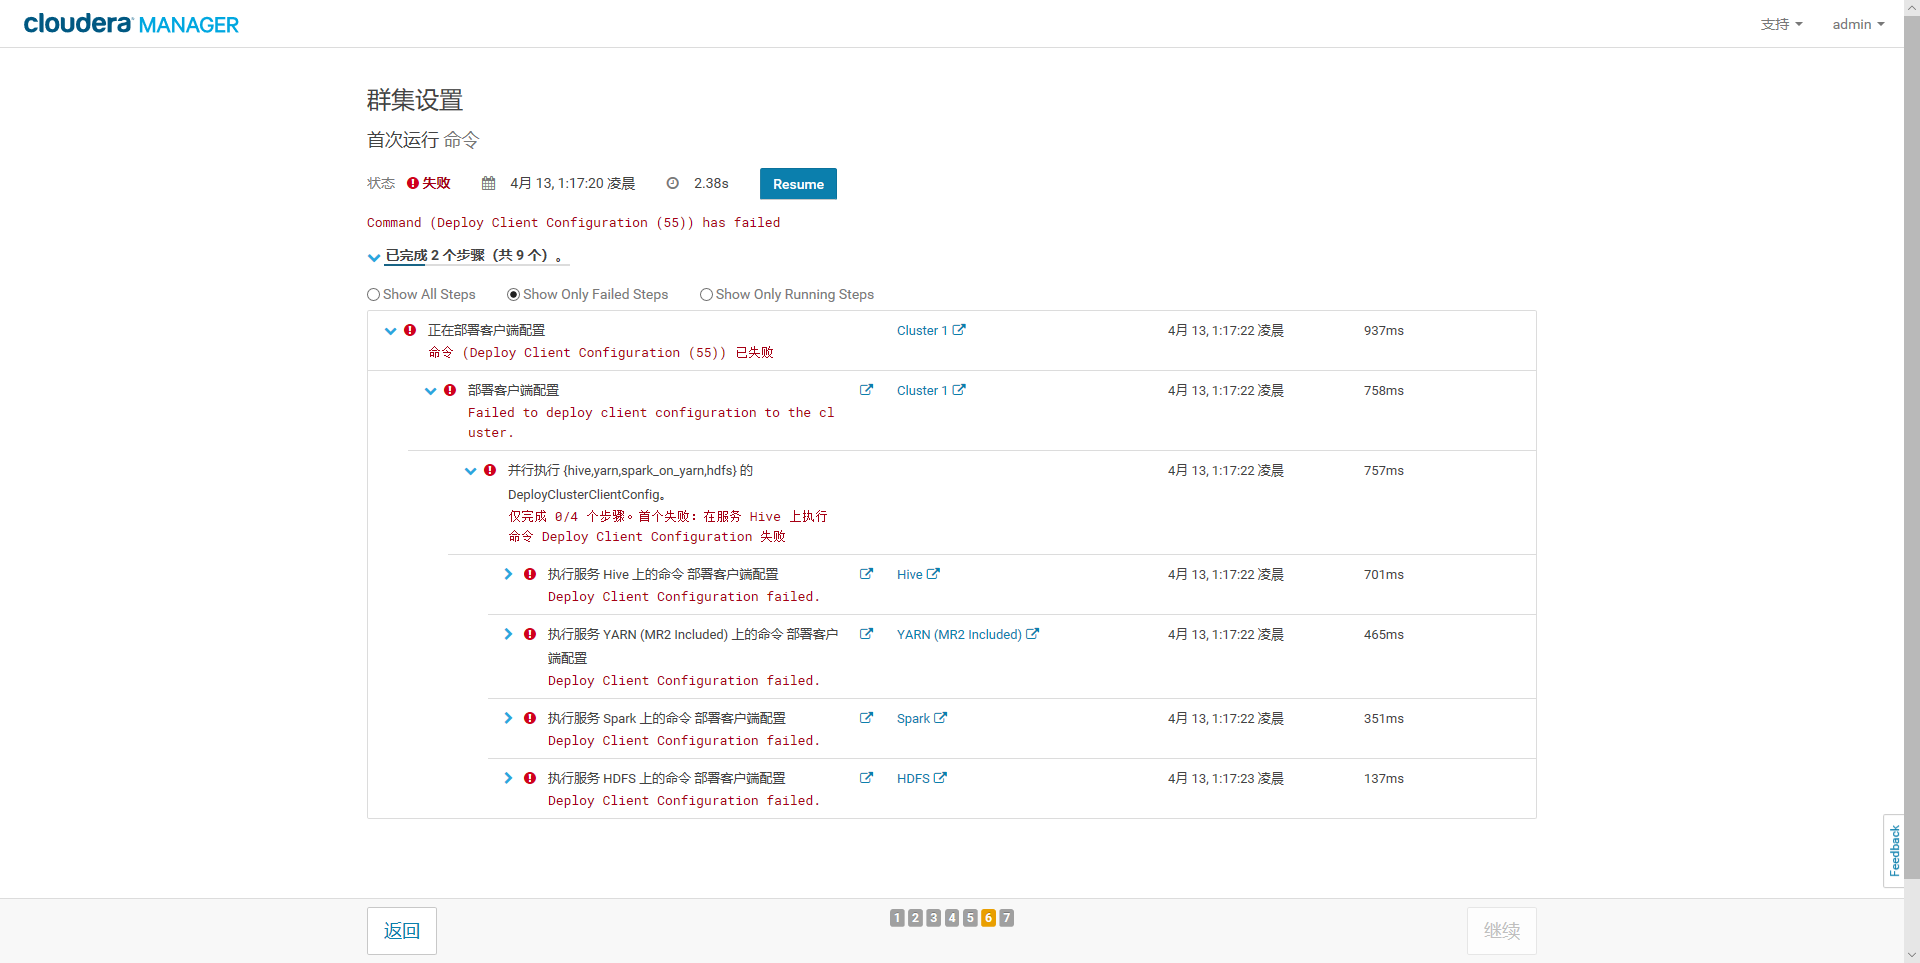 cloudera MANAGER
支持
admin
群集设置
首次运行 命令
状态 失败 4月 13, 1:17:20 凌晨 2.38s Resume
Command (Deploy Client Configuration (55)) has failed
已完成 2 个步骤（共 9 个）。
Show All Steps Show Only Failed Steps Show Only Running Steps
正在部署客户端配置 Cluster 1 4月 13, 1:17:22 凌晨 937ms
命令 (Deploy Client Configuration (55)) 已失败
部署客户端配置 Cluster 1 4月 13, 1:17:22 凌晨 758ms
Failed to deploy client configuration to the cl
uster.
并行执行 {hive,yarn,spark_on_yarn,hdfs} 的 4月 13, 1:17:22 凌晨 757ms
DeployClusterClientConfig。
仅完成 0/4 个步骤。首个失败：在服务 Hive 上执行
命令 Deploy Client Configuration 失败
执行服务 Hive 上的命令 部署客户端配置 Hive 4月 13, 1:17:22 凌晨 701ms
Deploy Client Configuration failed.
执行服务 YARN (MR2 Included) 上的命令 部署客户 YARN (MR2 Included) 4月 13, 1:17:22 凌晨 465ms
端配置
Deploy Client Configuration failed.
执行服务 Spark 上的命令 部署客户端配置 Spark 4月 13, 1:17:22 凌晨 351ms
Deploy Client Configuration failed.
执行服务 HDFS 上的命令 部署客户端配置 HDFS 4月 13, 1:17:23 凌晨 137ms
Deploy Client Configuration failed.
Feedback
返回 1 2 3 4 5 6 7 继续